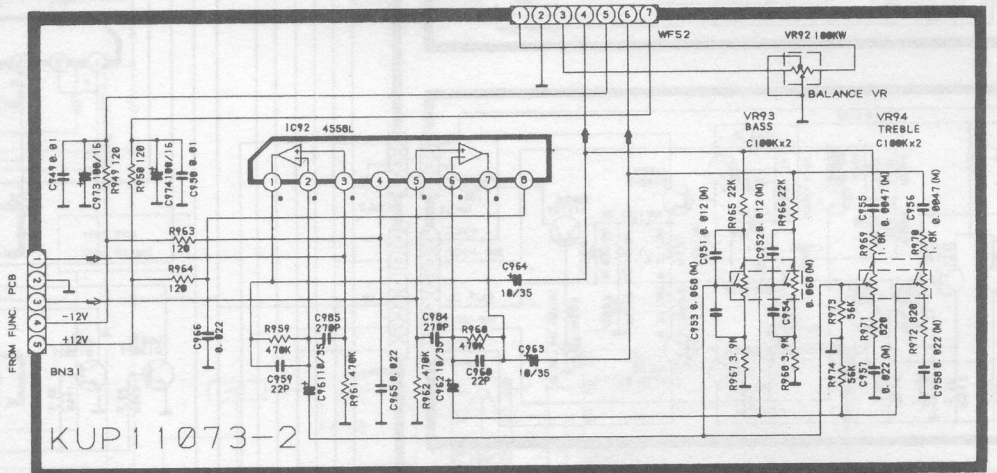 1 2 3 4 5 6 7
WF52
VR92 100KW
BALANCE VR
IC92 4558L
VR93
BASS
C100Kx2
VR94
TREBLE
C100Kx2
C949 0.01
C973 100/16
R949 120
R950 120
C974 100/16
C950 0.01
1 2 3 4 5 6 7 8
R963
120
R964
120
C966
0.022
FROM FUNC. PCB
1
2
3
4
5
-12V
+12V
BN31
R959
470K
C959
22P
C985
270P
C961 10/35
R961 470K
C965 0.022
R962 470K
C984
270P
C962 10/35
R960
470K
C960
22P
C964
10/35
C963
10/35
C951 0.012(M)
R965 22K
C952 0.012(M)
R966 22K
C953 0.068(M)
C954
0.068(M)
R967 3.9K
R968 3.9K
C955
0.0047(M)
C956
0.0047(M)
R969
1.8K
R970
1.8K
R973
56K
R974
56K
R971
820
R972 820
C957
0.022(M)
C958 0.022(M)
KUP11073-2